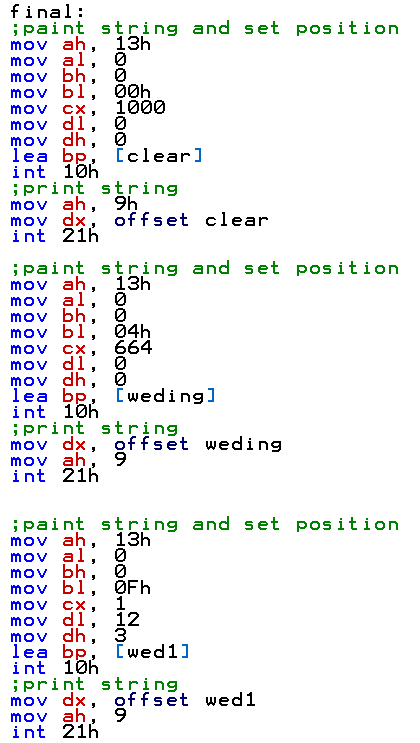 final:
;paint string and set position
mov ah, 13h
mov al, 0
mov bh, 0
mov bl, 00h
mov cx, 1000
mov dl, 0
mov dh, 0
lea bp, [clear]
int 10h
;print string
mov ah, 9h
mov dx, offset clear
int 21h
;paint string and set position
mov ah, 13h
mov al, 0
mov bh, 0
mov bl, 04h
mov cx, 664
mov dl, 0
mov dh, 0
lea bp, [weding]
int 10h
;print string
mov dx, offset weding
mov ah, 9
int 21h
;paint string and set position
mov ah, 13h
mov al, 0
mov bh, 0
mov bl, 0Fh
mov cx, 1
mov dl, 12
mov dh, 3
lea bp, [wed1]
int 10h
;print string
mov dx, offset wed1
mov ah, 9
int 21h